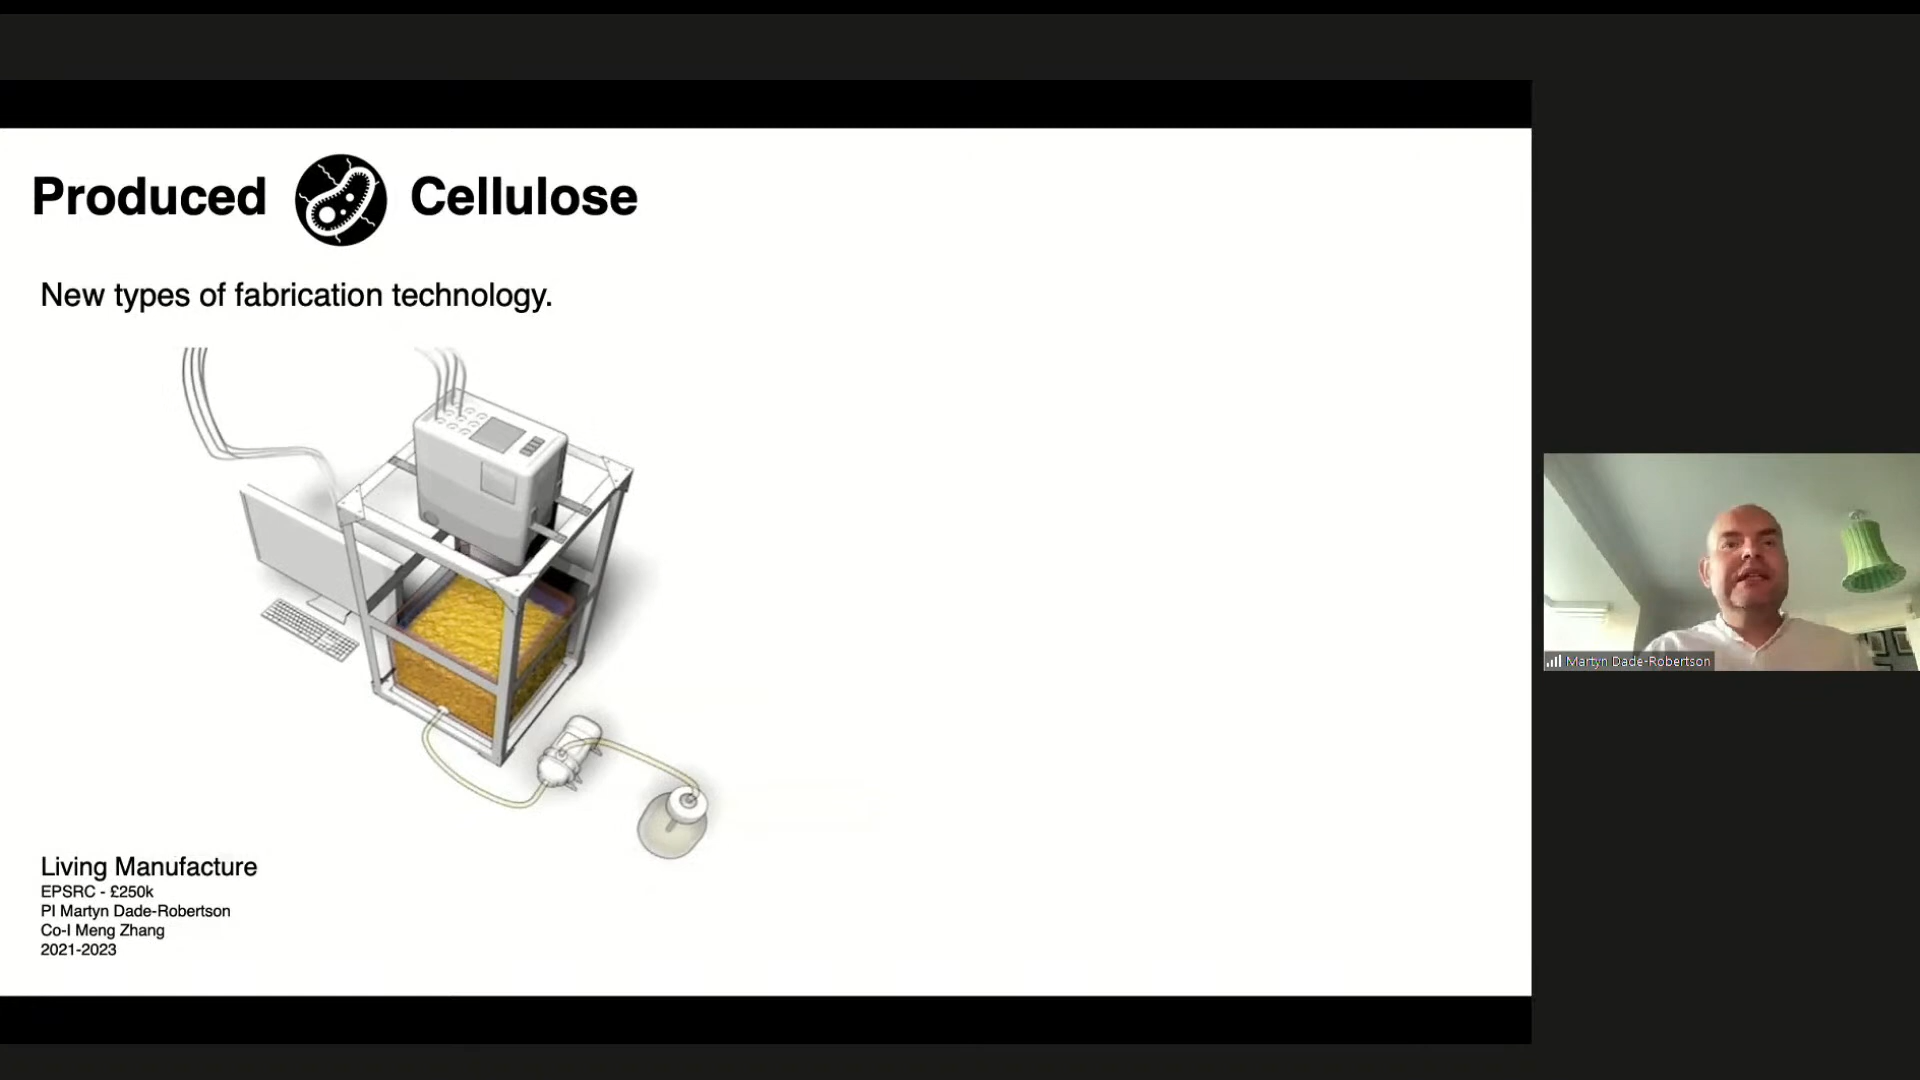 Produced Cellulose
New types of fabrication technology.
Living Manufacture
EPSRC - £250k
PI Martyn Dade-Robertson
Co-I Meng Zhang
2021-2023
Martyn Dade-Robertson